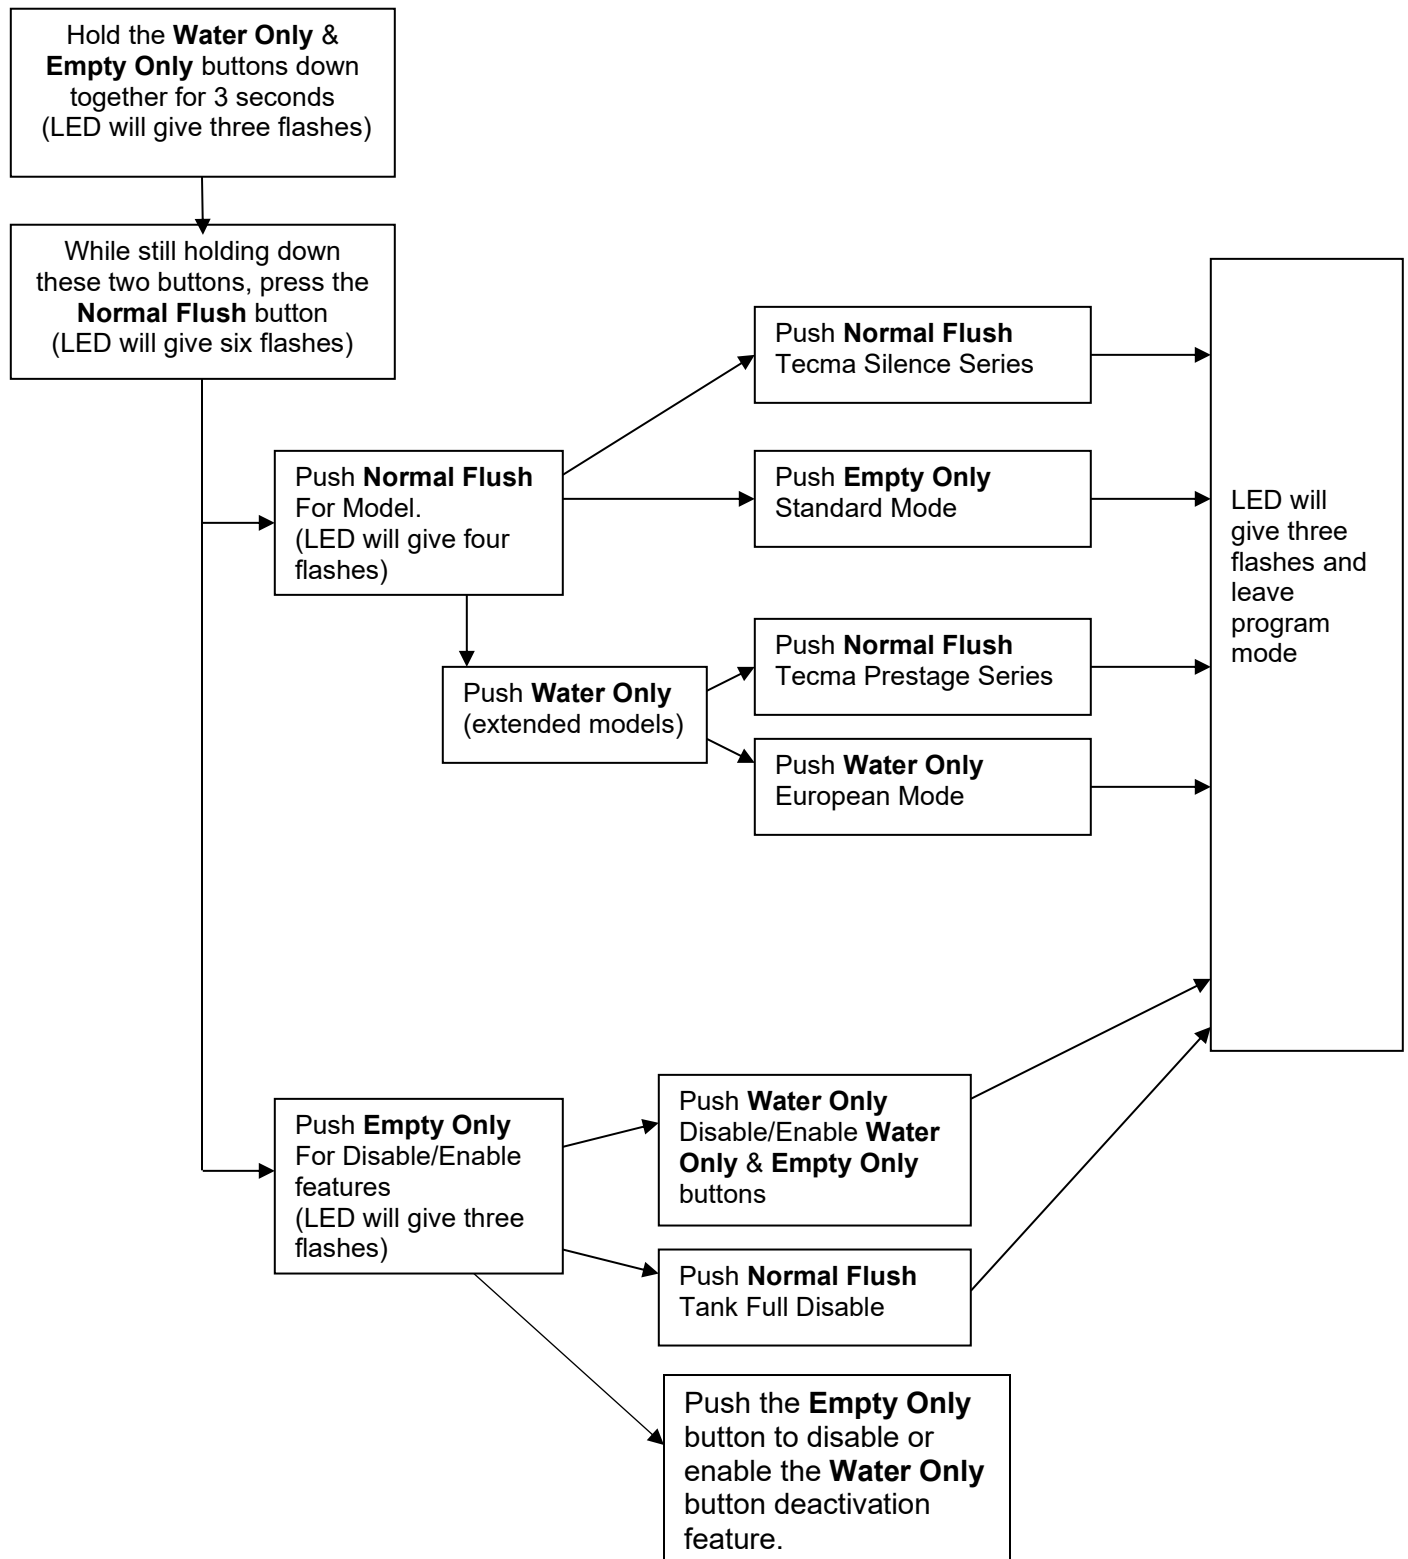 Hold the Water Only &
Empty Only buttons down
together for 3 seconds
(LED will give three flashes)
While still holding down
these two buttons, press the
Normal Flush button
(LED will give six flashes)
Push Normal Flush
For Model.
(LED will give four
flashes)
Push Normal Flush
Tecma Silence Series
Push Empty Only
Standard Mode
Push Water Only
(extended models)
Push Normal Flush
Tecma Prestage Series
Push Water Only
European Mode
LED will
give three
flashes and
leave
program
mode
Push Empty Only
For Disable/Enable
features
(LED will give three
flashes)
Push Water Only
Disable/Enable Water
Only & Empty Only
buttons
Push Normal Flush
Tank Full Disable
Push the Empty Only
button to disable or
enable the Water Only
button deactivation
feature.